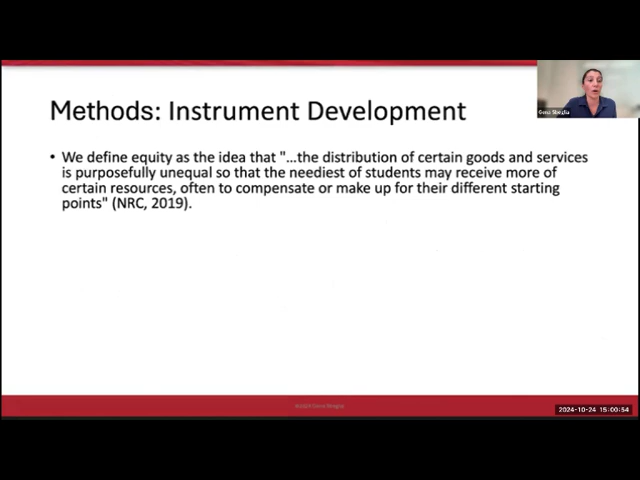 Methods: Instrument Development
Gena Sbeglia
• We define equity as the idea that "…the distribution of certain goods and services
is purposefully unequal so that the neediest of students may receive more of
certain resources, often to compensate or make up for their different starting
points" (NRC, 2019).
2024-10-24 15:00:54